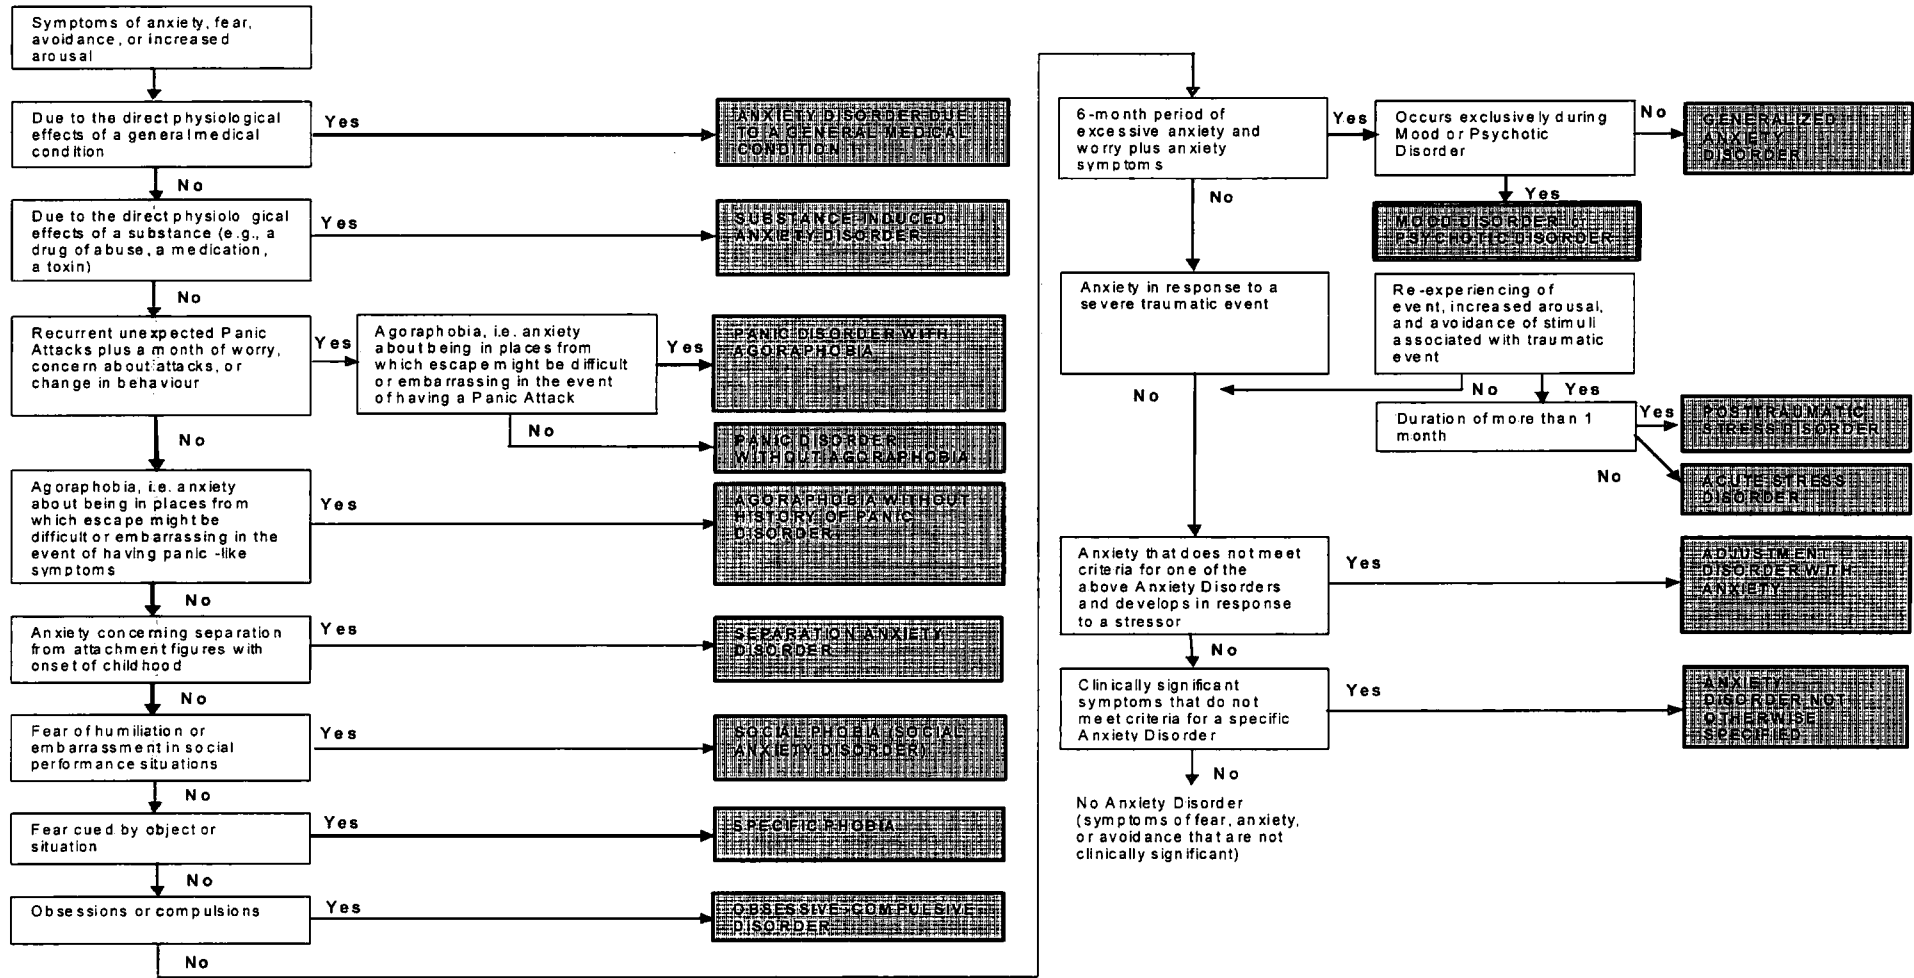 Symptoms of anxiety, fear,
avoidance, or increased
arousal
Due to the direct physiological
effects of a general medical
condition
Yes
ANXIETY DISORDER DUE
TO A GENERAL MEDICAL
CONDITION
No
Due to the direct physiolo gical
effects of a substance (e.g., a
drug of abuse, a medication,
a toxin)
Yes
SUBSTANCE INDUCED
ANXIETY DISORDER
No
Recurrent unexpected Panic
Attacks plus a month of worry,
concern about attacks, or
change in behaviour
Yes
Agoraphobia, i.e. anxiety
about being in places from
which escape might be difficult
or embarrassing in the event
of having a Panic Attack
Yes
PANIC DISORDER WITH
AGORAPHOBIA
No
PANIC DISORDER
WITHOUT AGORAPHOBIA
No
Agoraphobia, i.e. anxiety
about being in places from
which escape might be
difficult or embarrassing in the
event of having panic -like
symptoms
Yes
AGORAPHOBIA WITHOUT
HISTORY OF PANIC
DISORDER
No
Anxiety concerning separation
from attachment figures with
onset of childhood
Yes
SEPARATION ANXIETY
DISORDER
No
Fear of humiliation or
embarrassment in social
performance situations
Yes
SOCIAL PHOBIA (SOCIAL
ANXIETY DISORDER)
No
Fear cued by object or
situation
Yes
SPECIFIC PHOBIA
No
Obsessions or compulsions
Yes
OBSESSIVE-COMPULSIVE
DISORDER
No
6-month period of
excessive anxiety and
worry plus anxiety
symptoms
Yes
Occurs exclusively during
Mood or Psychotic
Disorder
No
GENERALIZED
ANXIETY
DISORDER
Yes
MOOD DISORDER or
PSYCHOTIC DISORDER
No
Anxiety in response to a
severe traumatic event
Re-experiencing of
event, increased arousal,
and avoidance of stimuli
associated with traumatic
event
No
No
Yes
Duration of more than 1
month
Yes
POSTTRAUMATIC
STRESS DISORDER
No
ACUTE STRESS
DISORDER
Anxiety that does not meet
criteria for one of the
above Anxiety Disorders
and develops in response
to a stressor
Yes
ADJUSTMENT
DISORDER WITH
ANXIETY
No
Clinically significant
symptoms that do not
meet criteria for a specific
Anxiety Disorder
Yes
ANXIETY
DISORDER NOT
OTHERWISE
SPECIFIED
No
No Anxiety Disorder
(symptoms of fear, anxiety,
or avoidance that are not
clinically significant)